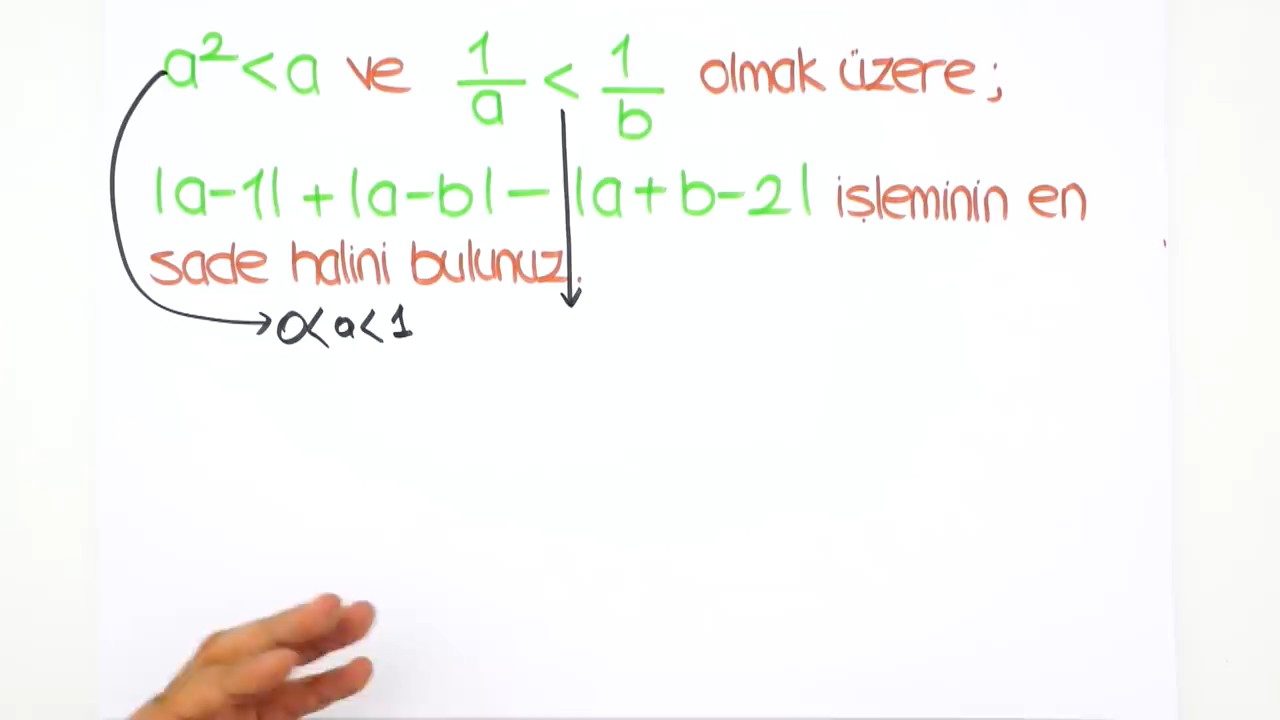 a² < a ve 1/a < 1/b olmak üzere;
|a-1| + |a-b| - |a+b-2| işleminin en
sade halini bulunuz.
0<a<1